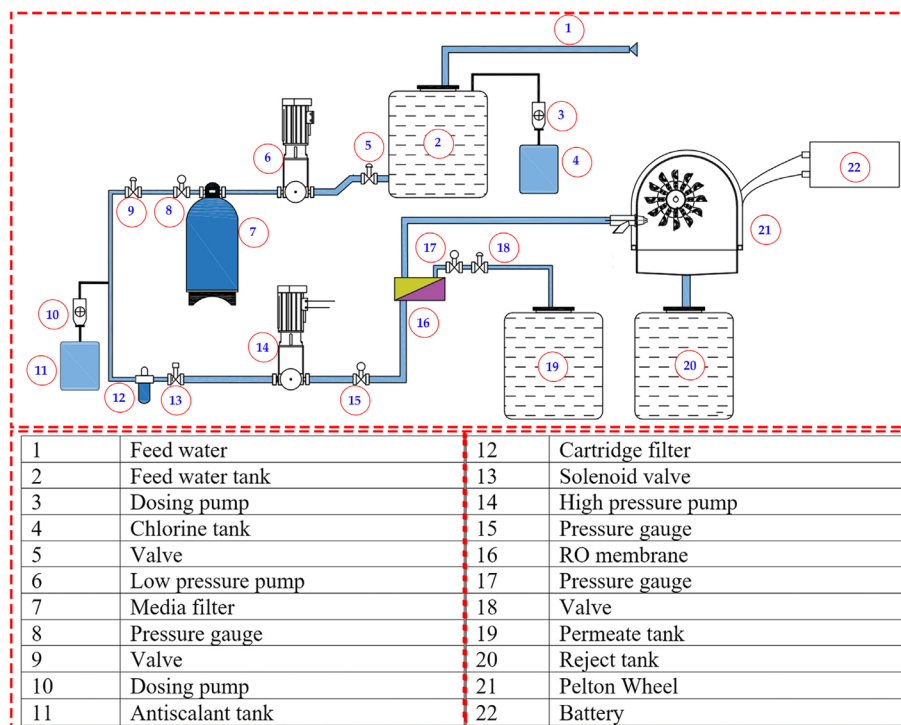 1
2
3
4
5
6
7
8
9
10
11
12
13
14
15
16
17
18
19
20
21
22
1 Feed water 12 Cartridge filter
2 Feed water tank 13 Solenoid valve
3 Dosing pump 14 High pressure pump
4 Chlorine tank 15 Pressure gauge
5 Valve 16 RO membrane
6 Low pressure pump 17 Pressure gauge
7 Media filter 18 Valve
8 Pressure gauge 19 Permeate tank
9 Valve 20 Reject tank
10 Dosing pump 21 Pelton Wheel
11 Antiscalant tank 22 Battery